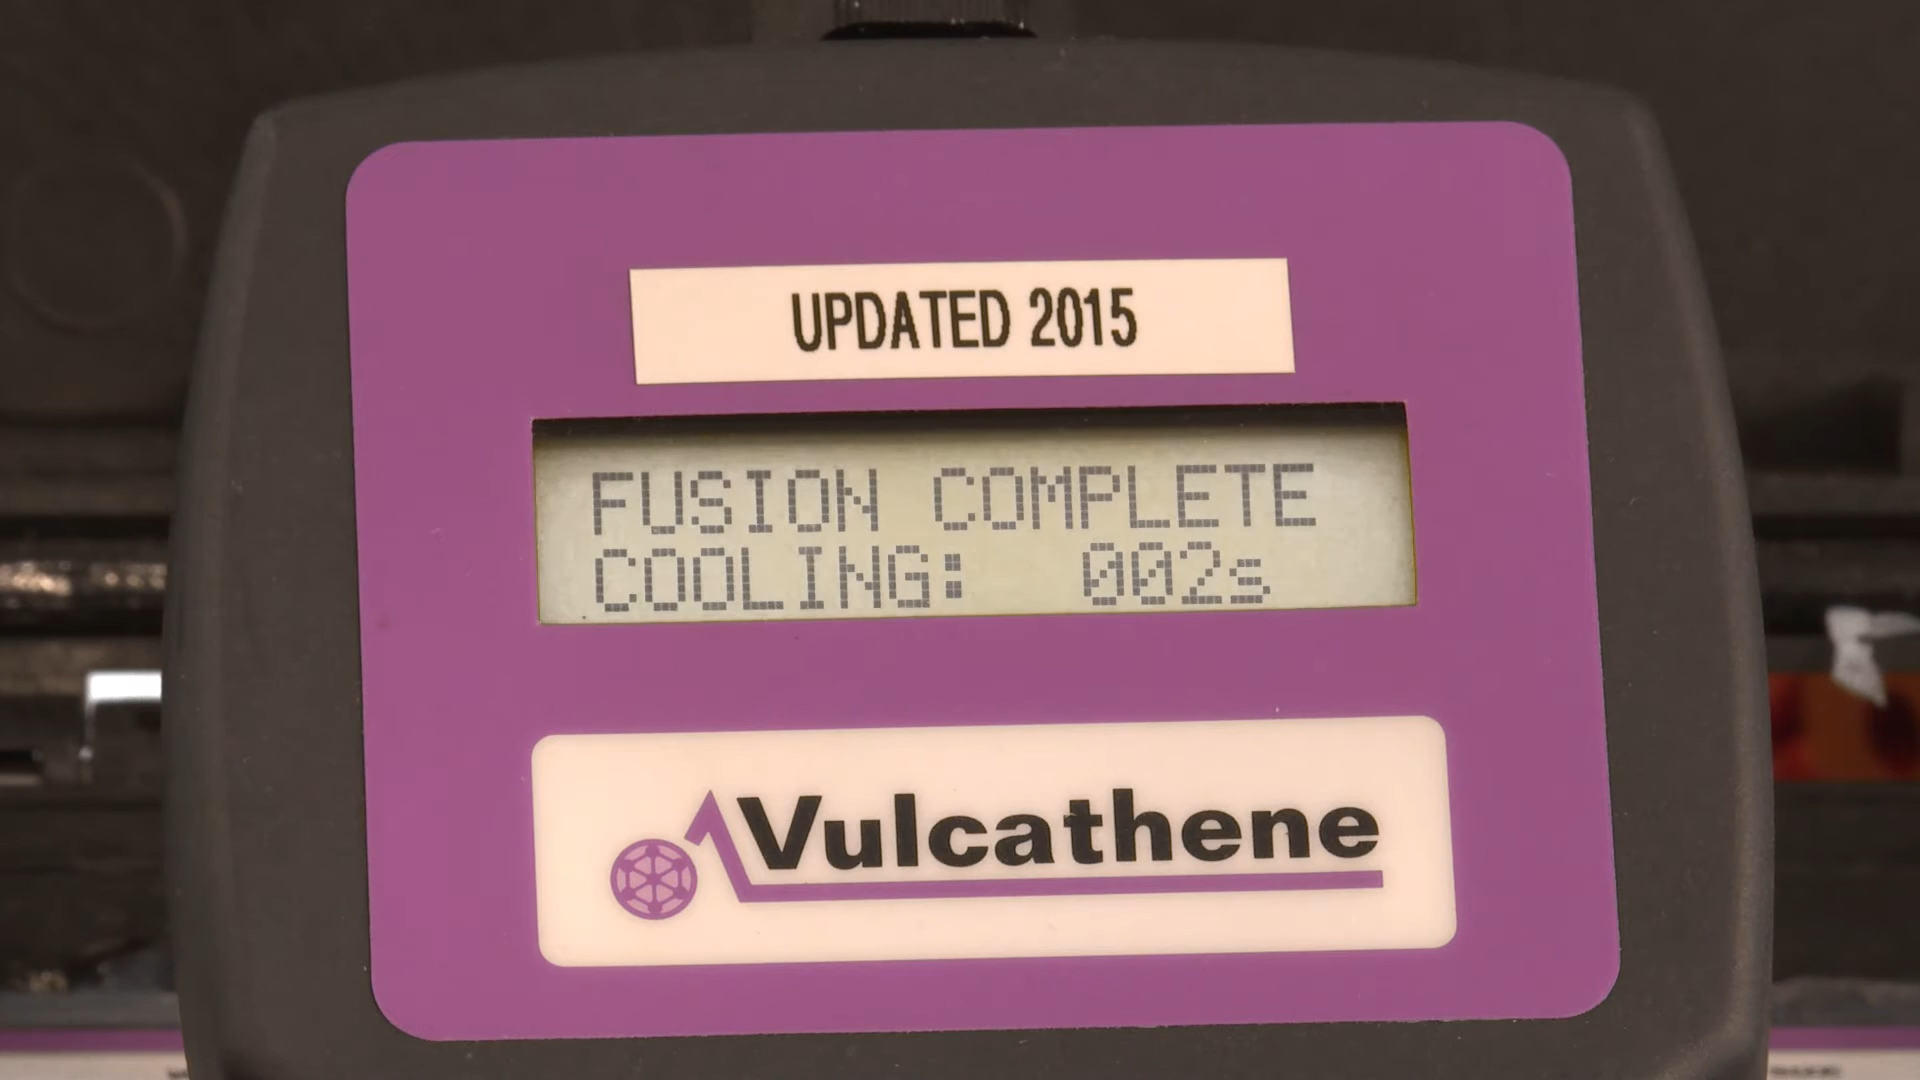 UPDATED 2015
FUSION COMPLETE
COOLING: 002s
Vulcathene